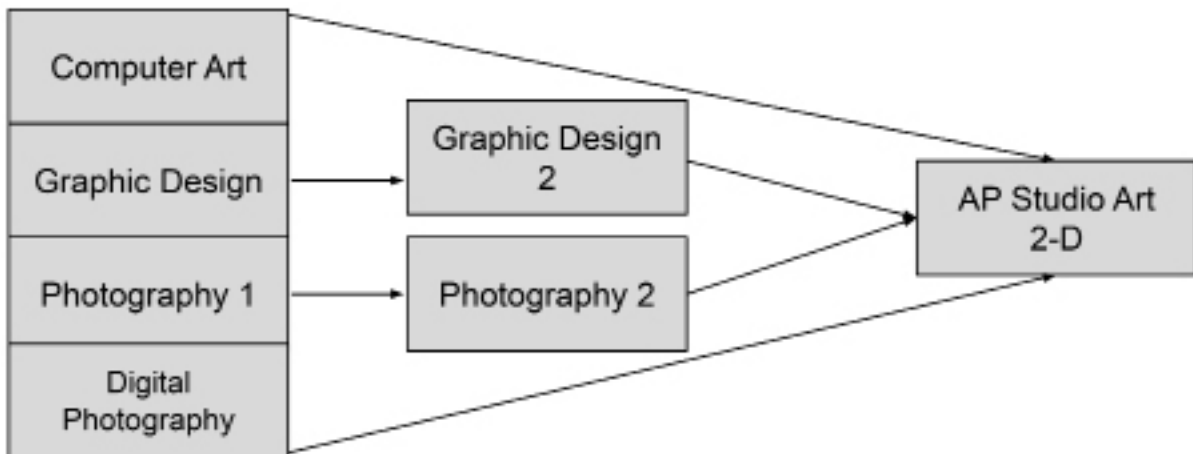 Computer Art
Graphic Design
Photography 1
Digital
Photography
Graphic Design
2
Photography 2
AP Studio Art
2-D